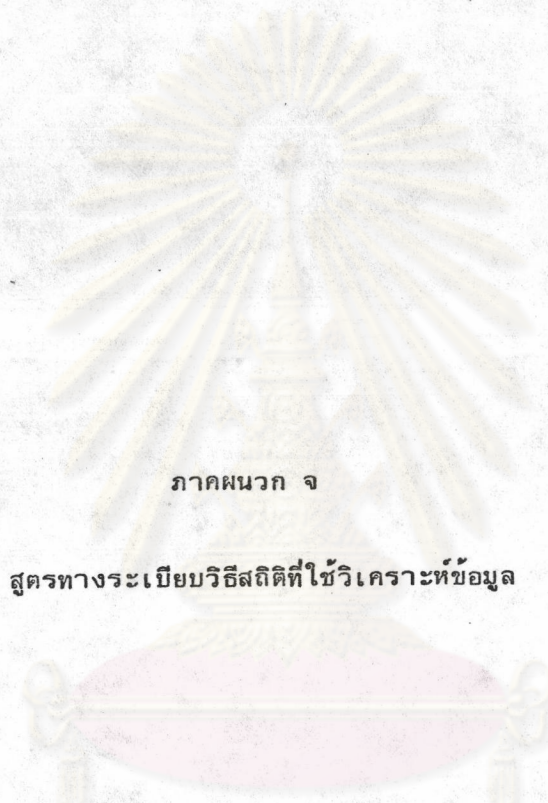 ภาคผนวก จ
สูตรทางระเบียบวิธีสถิติที่ใช้วิเคราะห์ข้อมูล